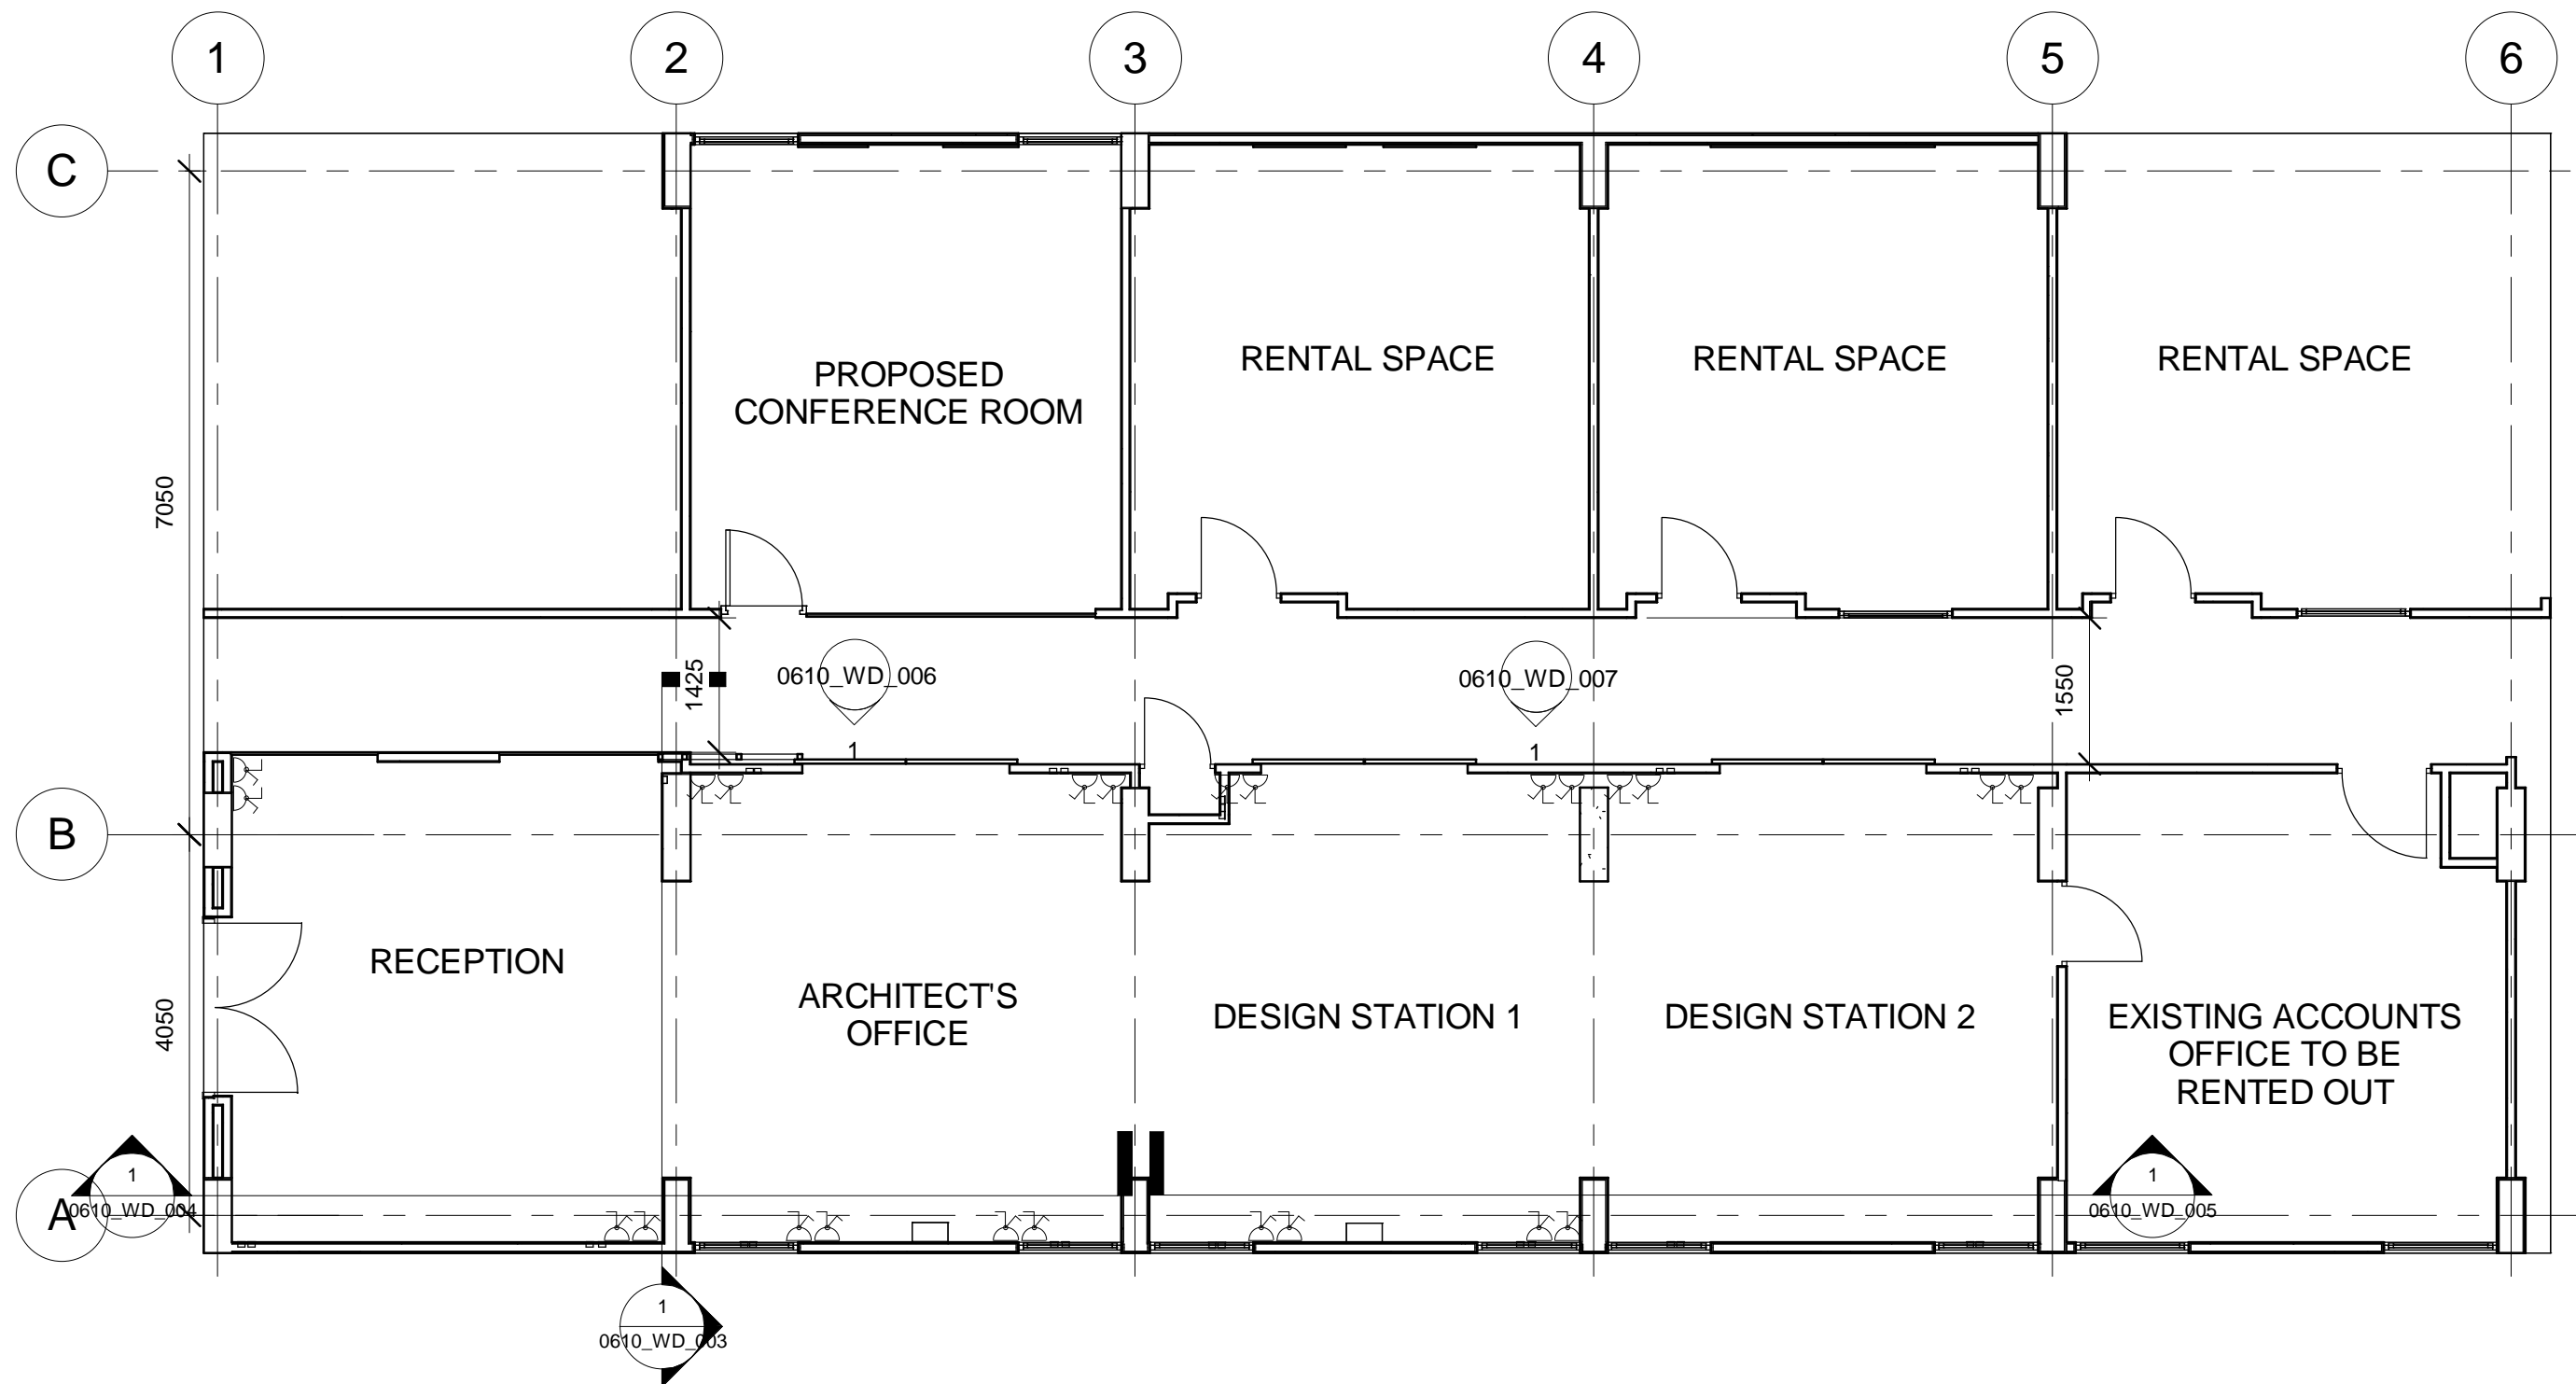 1
2
3
4
5
6
C
PROPOSED
CONFERENCE ROOM
RENTAL SPACE
RENTAL SPACE
RENTAL SPACE
7050
1425
0610_WD_006
1
0610_WD_007
1
1550
B
RECEPTION
ARCHITECT'S
OFFICE
DESIGN STATION 1
DESIGN STATION 2
EXISTING ACCOUNTS
OFFICE TO BE
RENTED OUT
4050
A
1
0610_WD_004
1
0610_WD_005
1
0610_WD_003